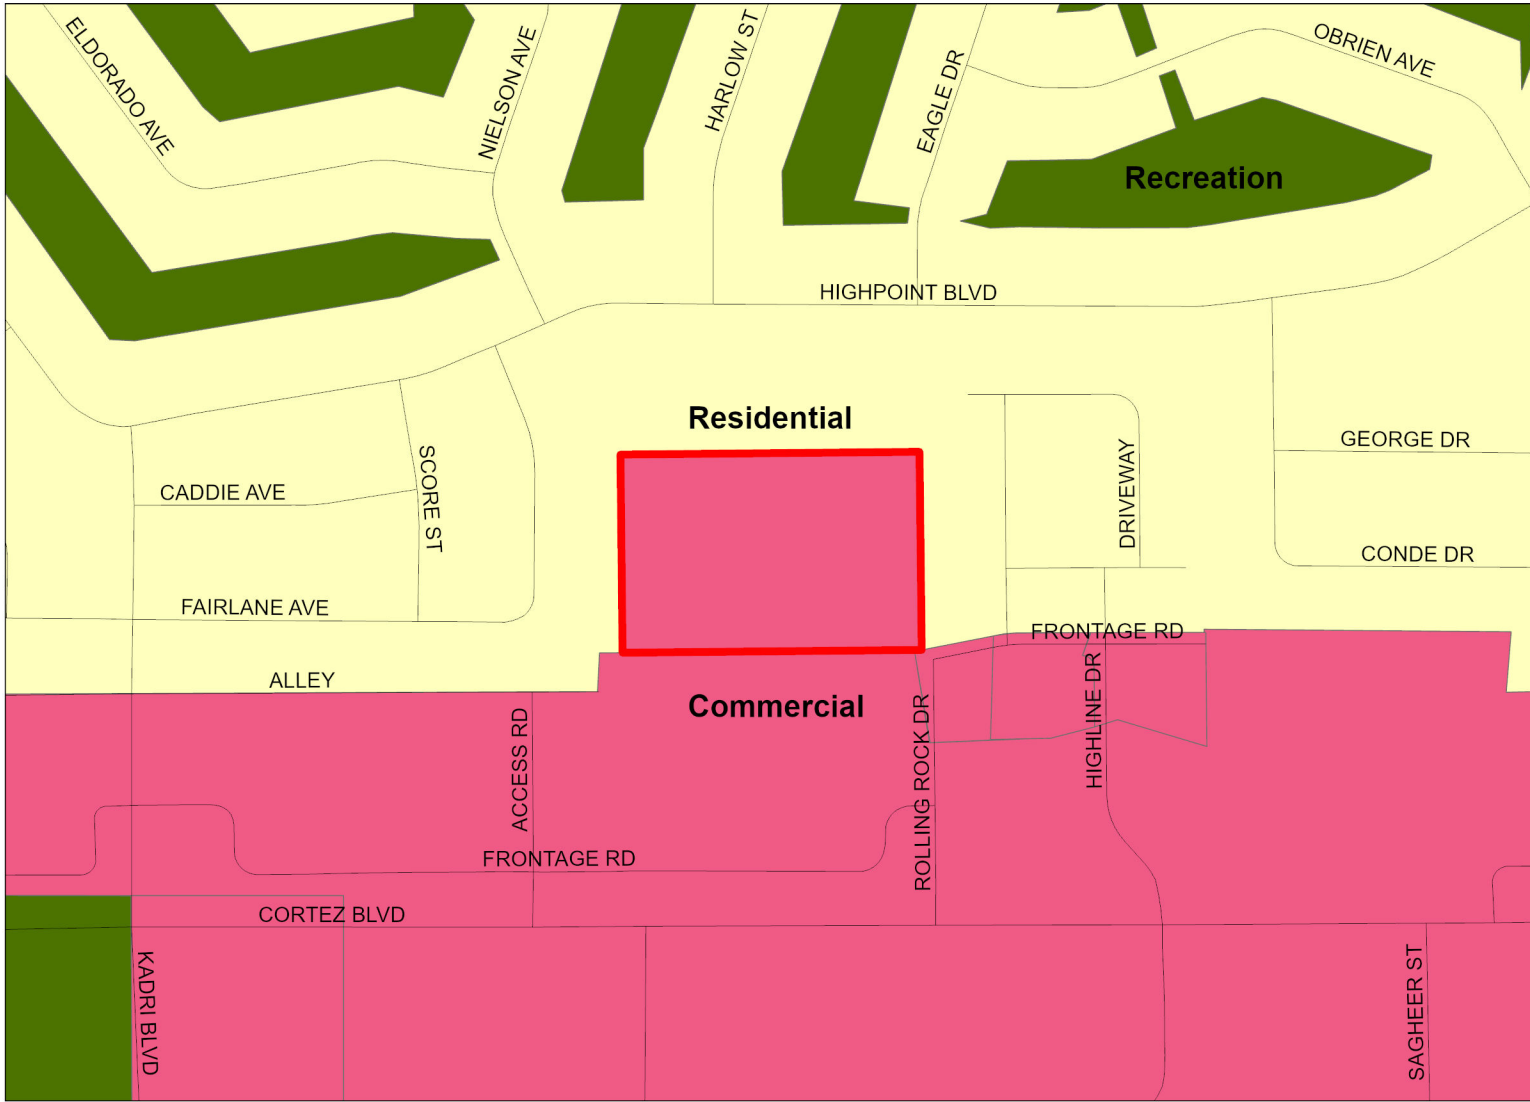 ELDORADO AVE
NIELSON AVE
HARLOW ST
EAGLE DR
OBRIEN AVE
Recreation
HIGHPOINT BLVD
Residential
SCORE ST
DRIVEWAY
GEORGE DR
CADDIE AVE
CONDE DR
FAIRLANE AVE
FRONTAGE RD
ALLEY
Commercial
HIGHLINE DR
ACCESS RD
ROLLING ROCK DR
FRONTAGE RD
CORTEZ BLVD
KADRI BLVD
SAGHEER ST